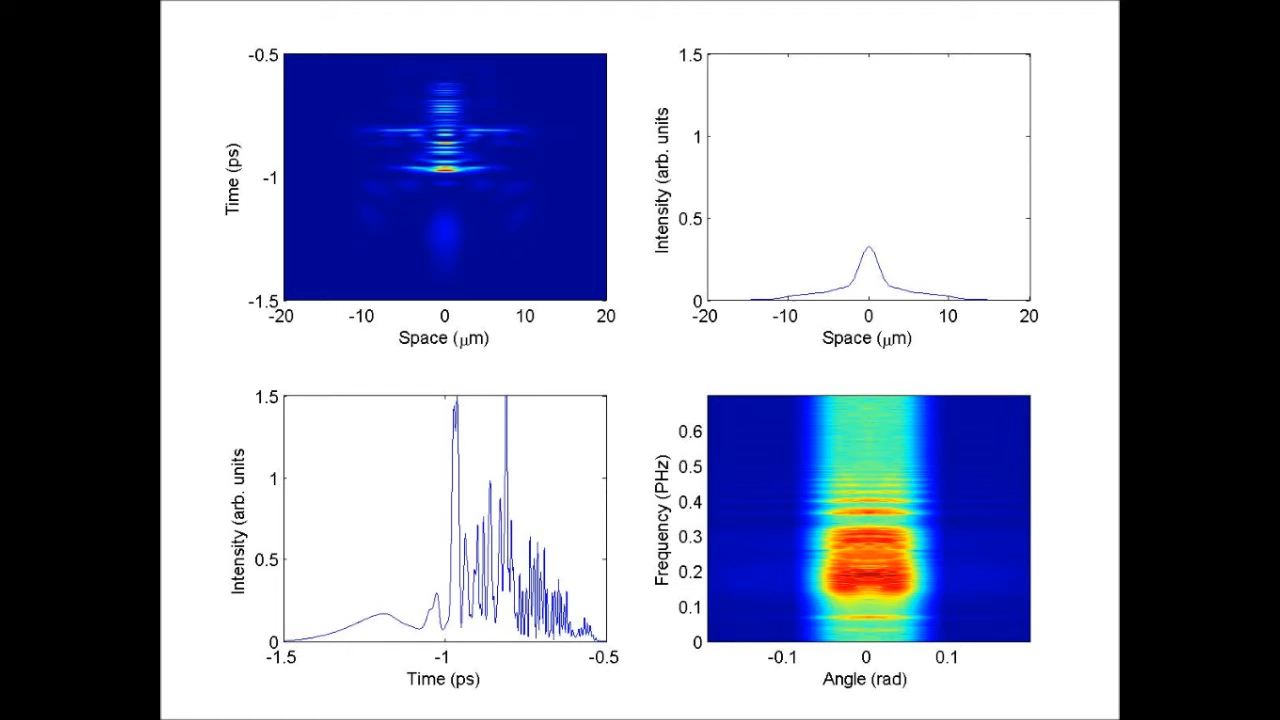 -0.5
-1
-1.5
Time (ps)
-20 -10 0 10 20
Space (μm)
1.5
1
0.5
0
Intensity (arb. units)
-20 -10 0 10 20
Space (μm)
1.5
1
0.5
0
Intensity (arb. units)
-1.5 -1 -0.5
Time (ps)
0.6
0.5
0.4
0.3
0.2
0.1
0
Frequency (PHz)
-0.1 0 0.1
Angle (rad)